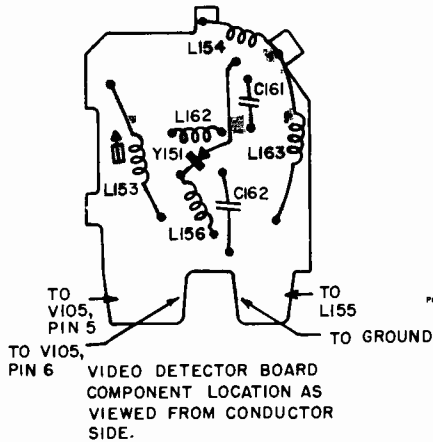 L154
C161
L162
Y151
L163
L153
C162
L156
TO
V105,
PIN 5
TO
L155
TO GROUND
TO V105,
PIN 6
VIDEO DETECTOR BOARD
COMPONENT LOCATION AS
VIEWED FROM CONDUCTOR
SIDE.